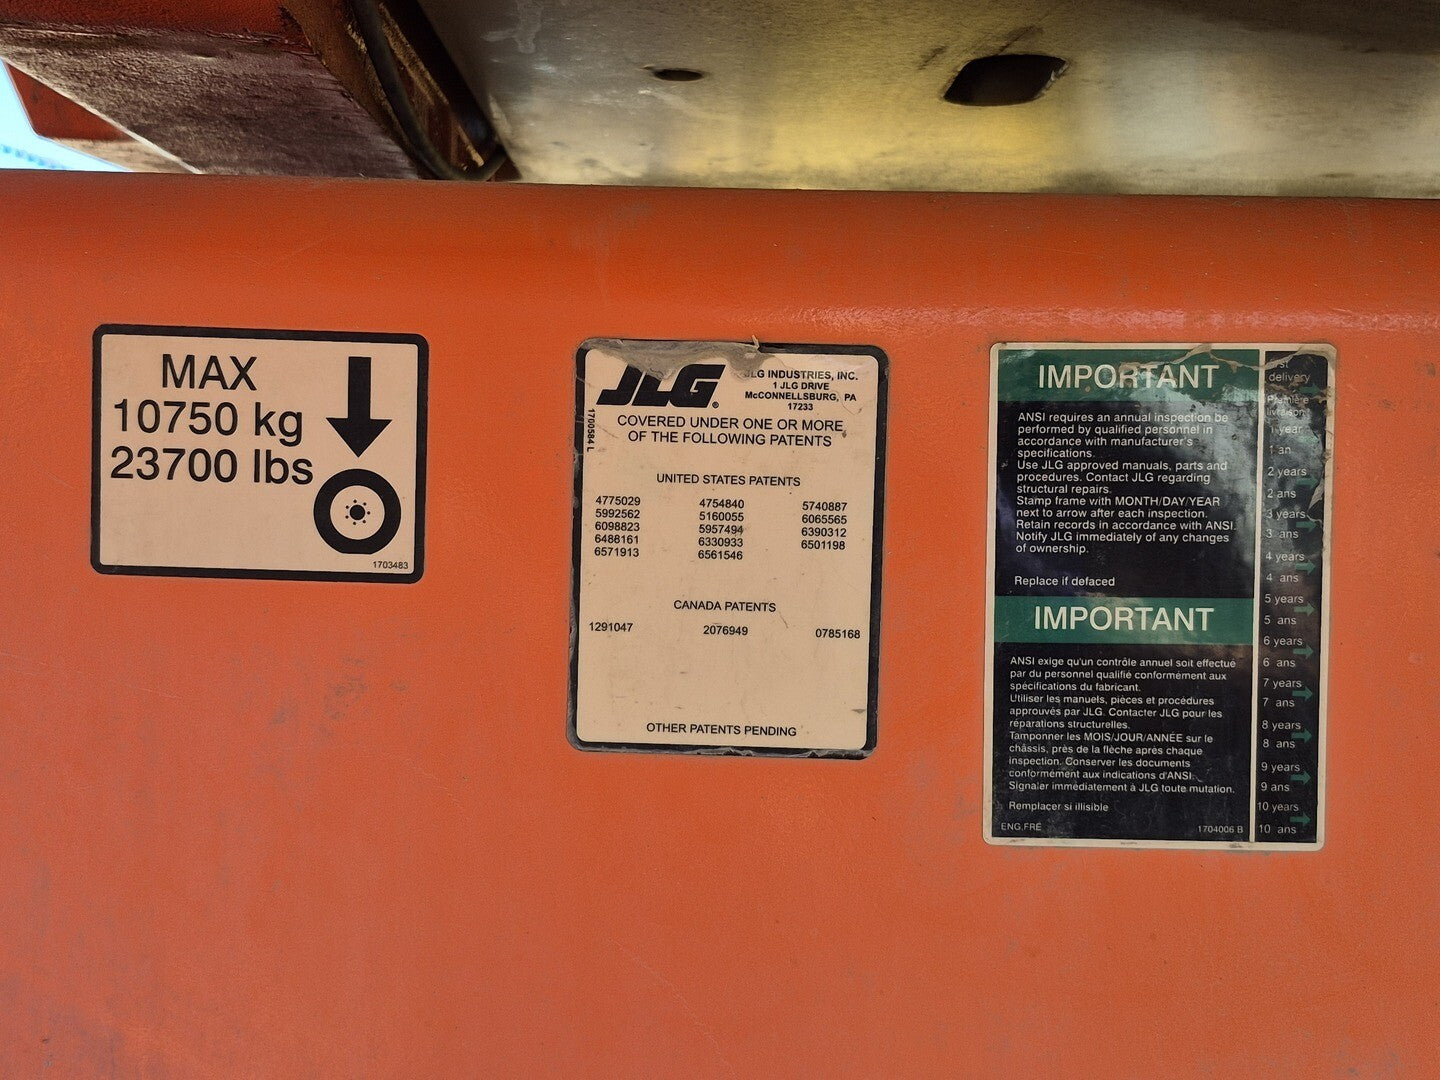 MAX
10750 kg
23700 lbs
1703483
JLG®
JLG INDUSTRIES, INC.
1 JLG DRIVE
McCONNELLSBURG, PA
17233
1700584 L
COVERED UNDER ONE OR MORE
OF THE FOLLOWING PATENTS
UNITED STATES PATENTS
4775029 4754840 5740887
5992562 5160055 6065565
6098823 5957494 6390312
6488161 6330933 6501198
6571913 6561546
CANADA PATENTS
1291047 2076949 0785168
OTHER PATENTS PENDING
IMPORTANT
ANSI requires an annual inspection be
performed by qualified personnel in
accordance with manufacturer's
specifications.
Use JLG approved manuals, parts and
procedures. Contact JLG regarding
structural repairs.
Stamp frame with MONTH/DAY/YEAR
next to arrow after each inspection.
Retain records in accordance with ANSI.
Notify JLG immediately of any changes
of ownership.
Replace if defaced
IMPORTANT
ANSI exige qu'un contrôle annuel soit effectué
par du personnel qualifié conformément aux
spécifications du fabricant.
Utiliser les manuels, pièces et procédures
approuvés par JLG. Contacter JLG pour les
réparations structurelles.
Tamponner les MOIS/JOUR/ANNÉE sur le
châssis, près de la flèche après chaque
inspection. Conserver les documents
conformément aux indications d'ANSI.
Signaler immédiatement à JLG toute mutation.
Remplacer si illisible
ENG.FRE 1704006 B
delivery
Première
livraison
1 year
1 an
2 years
2 ans
3 years
3 ans
4 years
4 ans
5 years
5 ans
6 years
6 ans
7 years
7 ans
8 years
8 ans
9 years
9 ans
10 years
10 ans